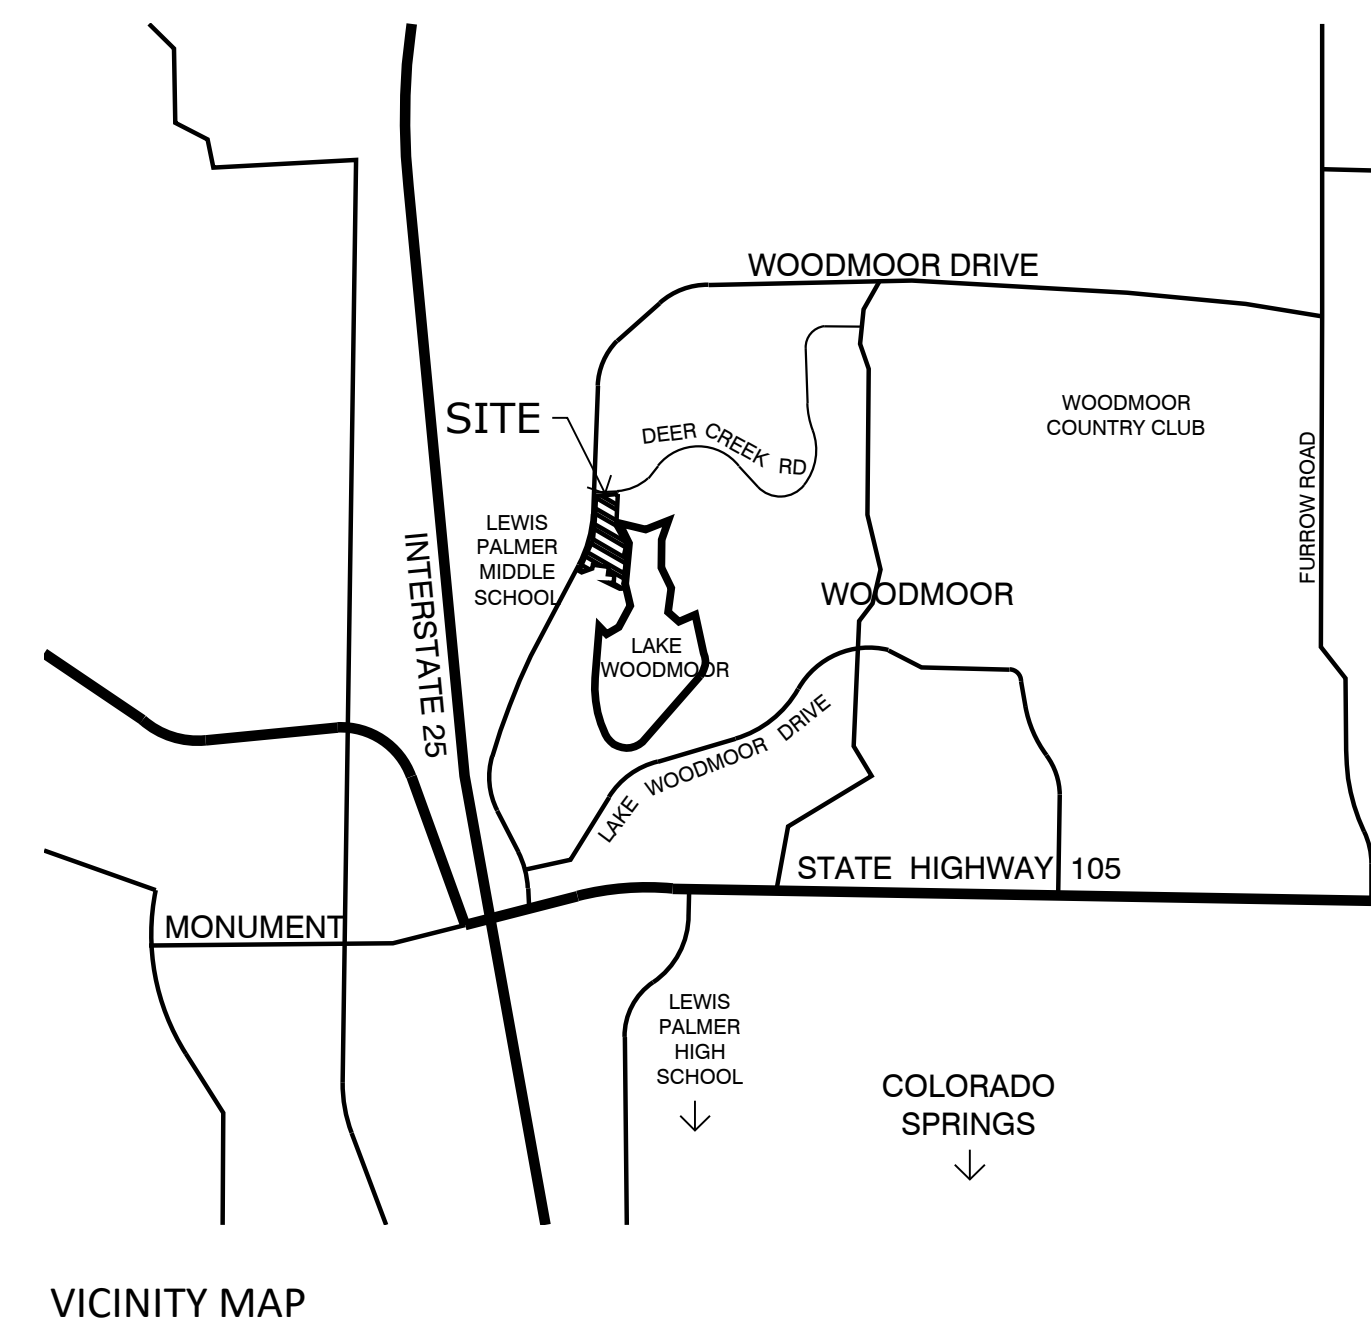 WOODMOOR DRIVE
SITE
DEER CREEK RD
WOODMOOR
COUNTRY CLUB
FURROW ROAD
LEWIS
PALMER
MIDDLE
SCHOOL
INTERSTATE 25
WOODMOOR
LAKE
WOODMOOR
LAKE WOODMOOR DRIVE
STATE HIGHWAY 105
MONUMENT
LEWIS
PALMER
HIGH
SCHOOL
COLORADO
SPRINGS
VICINITY MAP